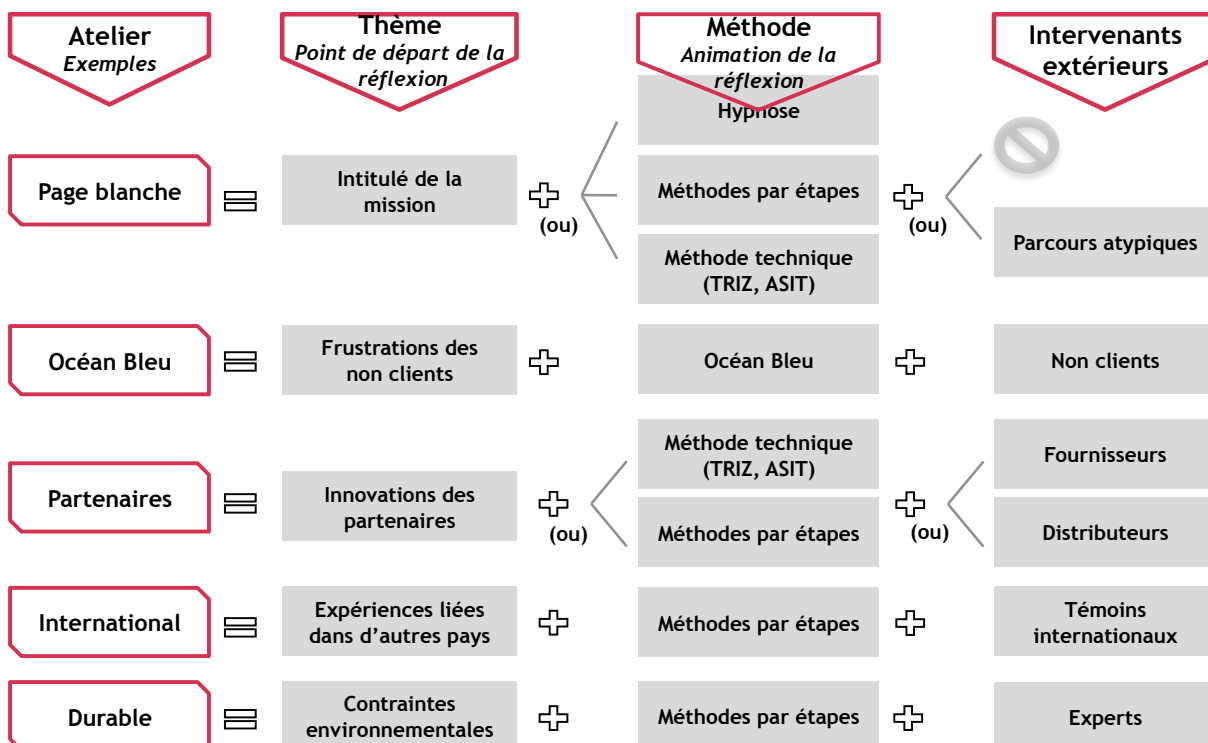 Atelier
Exemples
Thème
Point de départ de la
réflexion
Méthode
Animation de la
réflexion
Intervenants
extérieurs
Page blanche
Intitulé de la
mission
(ou)
Hypnose
Méthodes par étapes
Méthode technique
(TRIZ, ASIT)
(ou)
Parcours atypiques
Océan Bleu
Frustrations des
non clients
Océan Bleu
Non clients
Partenaires
Innovations des
partenaires
(ou)
Méthode technique
(TRIZ, ASIT)
Méthodes par étapes
(ou)
Fournisseurs
Distributeurs
International
Expériences liées
dans d’autres pays
Méthodes par étapes
Témoins
internationaux
Durable
Contraintes
environnementales
Méthodes par étapes
Experts